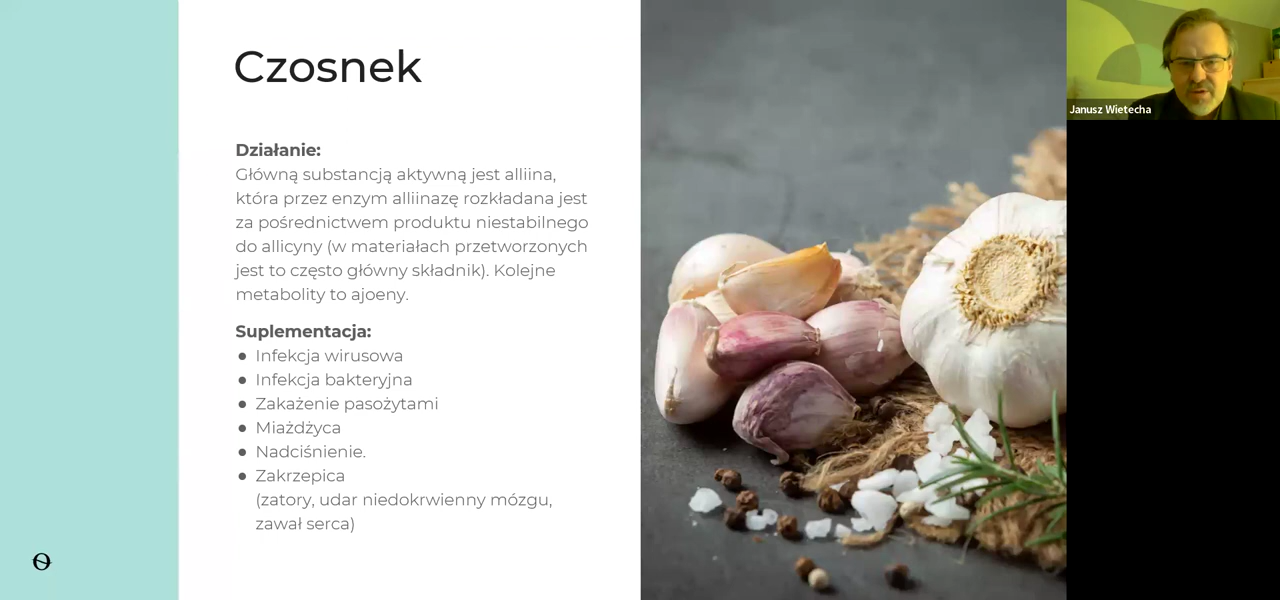 Czosnek
Działanie:
Główną substancją aktywną jest alliina,
która przez enzym alliinazę rozkładana jest
za pośrednictwem produktu niestabilnego
do allicyny (w materiałach przetworzonych
jest to często główny składnik). Kolejne
metabolity to ajoeny.
Suplementacja:
● Infekcja wirusowa
● Infekcja bakteryjna
● Zakażenie pasożytami
● Miażdżyca
● Nadciśnienie.
● Zakrzepica
(zatory, udar niedokrwienny mózgu,
zawał serca)
Janusz Wietecha